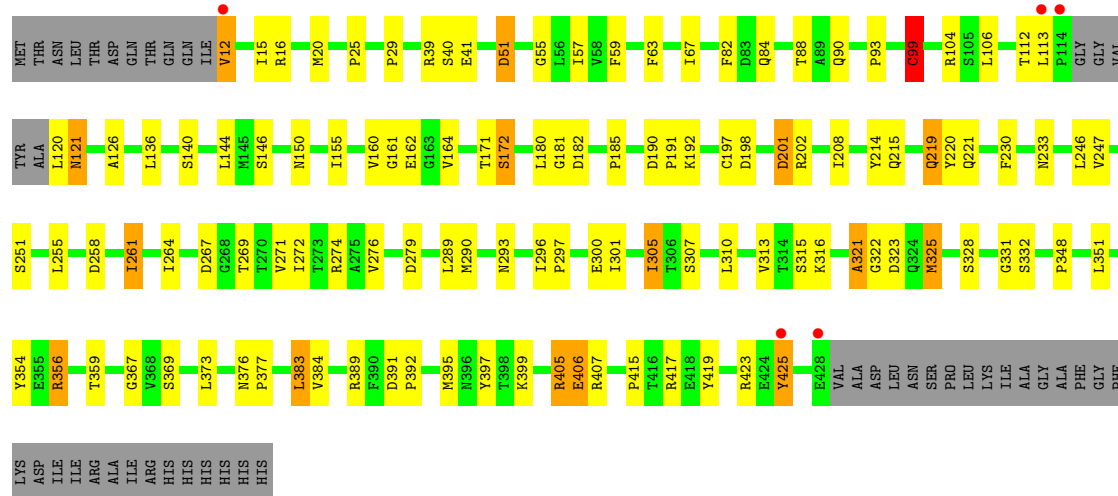 MET THR ASN LEU THR ASP GLN THR GLN GLN ILE V12 I15 R16 M20 P25 P29 R39 S40 E41 D51 G55 L56 I57 V58 F59 F63 I67 F82 D83 Q84 T88 A89 Q90 P93 C99 R104 S105 L106 T112 L113 P114 GLY GLY VAL
TYR ALA L120 N121 A126 L136 S140 L144 M145 S146 N150 I155 V160 G161 E162 G163 V164 T171 S172 L180 G181 D182 P185 D190 P191 K192 C197 D198 D201 R202 I208 Y214 Q215 Q219 Y220 Q221 F230 N233 L246 V247
S251 L255 D258 I261 I264 D267 G268 T269 T270 V271 I272 T273 R274 A275 V276 D279 L289 M290 N293 I296 P297 E300 I301 I305 T306 S307 L310 V313 T314 S315 K316 A321 G322 D323 Q324 M325 S328 G331 S332 P348 L351
Y354 E355 R356 T359 G367 V368 S369 L373 N376 P377 L383 V384 R389 F390 D391 P392 M395 N396 Y397 T398 K399 R405 E406 R407 P415 T416 R417 E418 Y419 R423 E424 Y425 E428 VAL ALA ASP LEU ASN SER PRO LEU LYS ILE ALA GLY ALA PHE GLY PHE
LYS ASP ILE ILE ARG ALA ILE ARG HIS HIS HIS HIS HIS HIS